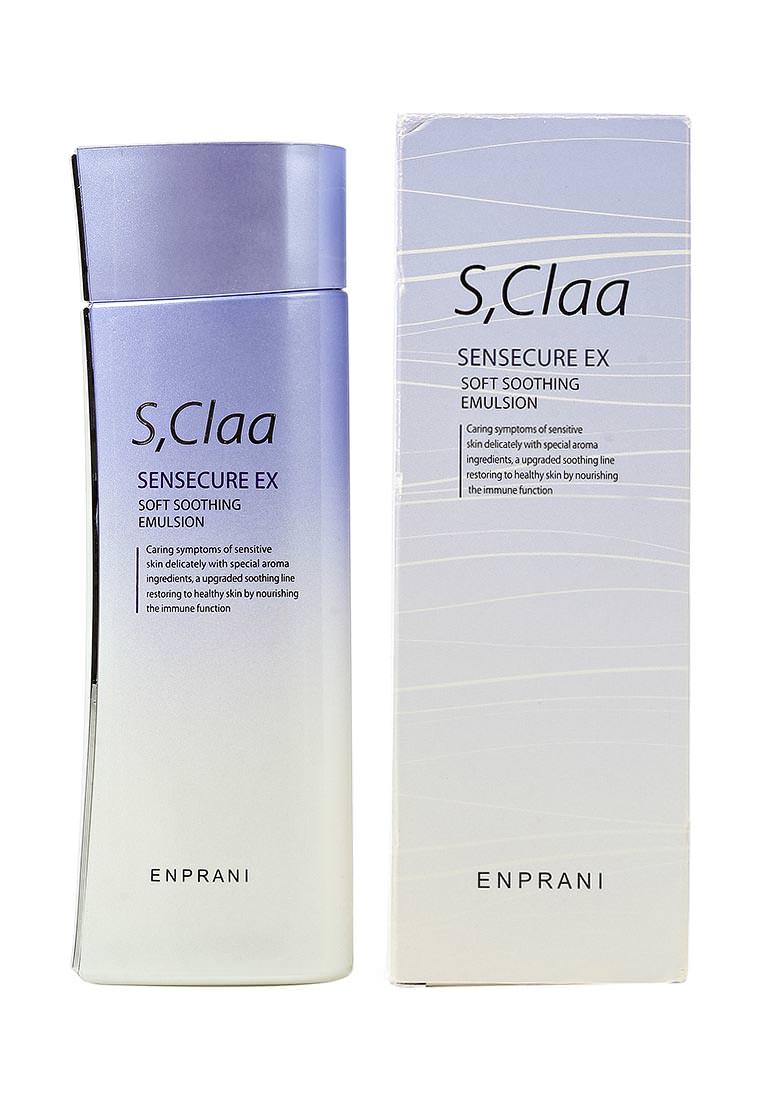 S,Claa
SENSECURE EX
SOFT SOOTHING
EMULSION
Caring symptoms of sensitive
skin delicately with special aroma
ingredients, a upgraded soothing line
restoring to healthy skin by nourishing
the immune function
ENPRANI
S,Claa
SENSECURE EX
SOFT SOOTHING
EMULSION
Caring symptoms of sensitive
skin delicately with special aroma
ingredients, a upgraded soothing line
restoring to healthy skin by nourishing
the immune function
ENPRANI